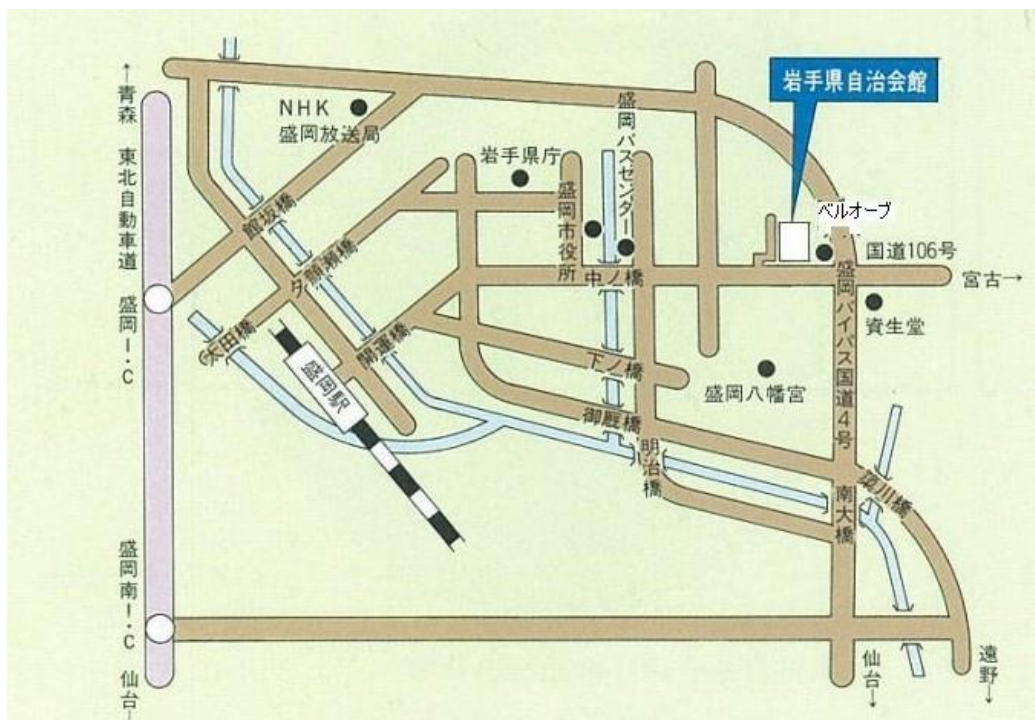 ←青森
東北自動車道
盛岡I・C
盛岡南I・C
仙台→
NHK
盛岡放送局
岩手県庁
盛岡市役所
盛岡バスセンター
岩手県自治会館
ベルオーブ
国道106号
宮古→
資生堂
盛岡バイパス国道4号
盛岡八幡宮
館坂橋
夕顔瀬橋
太田橋
開運橋
盛岡駅
中ノ橋
下ノ橋
御厩橋
明治橋
南大橋
簗川橋
仙台→
遠野→